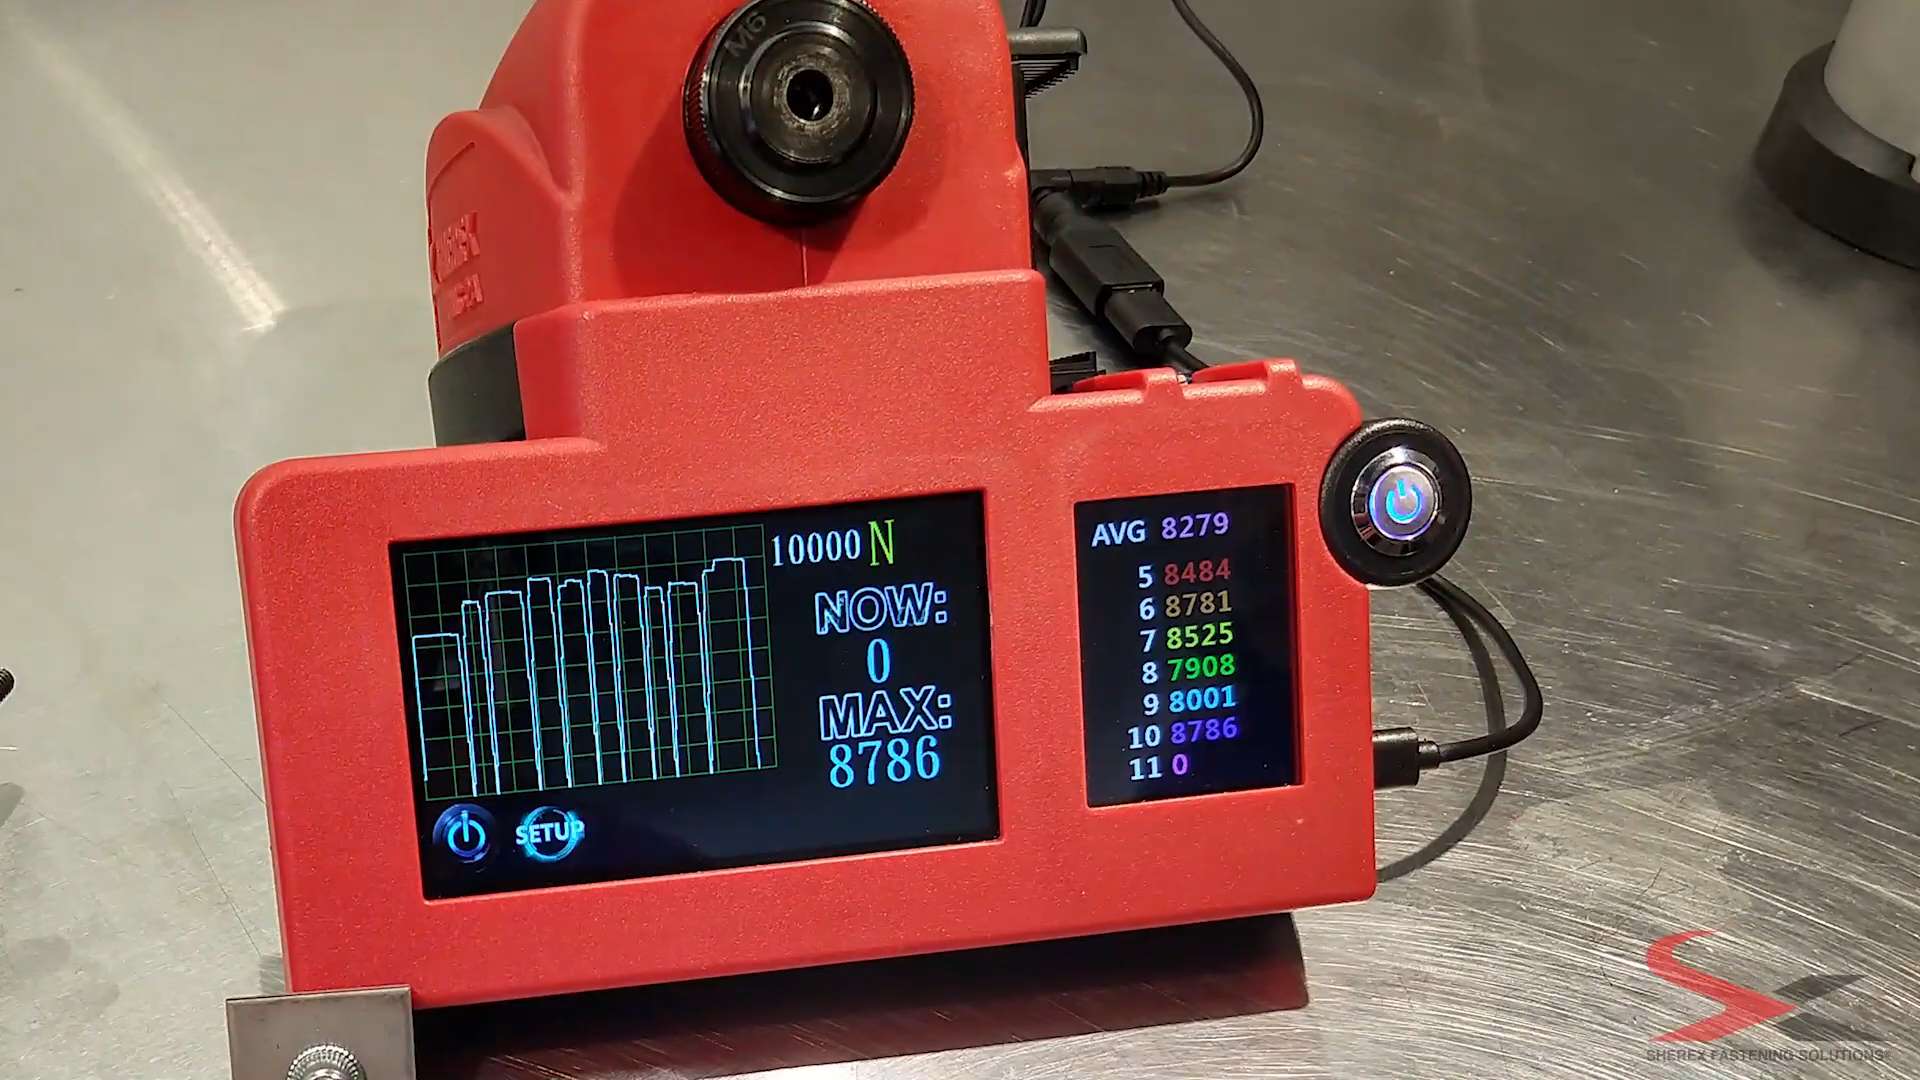 M6
10000 N
NOW:
0
MAX:
8786
SETUP
AVG 8279
5 8484
6 8781
7 8525
8 7908
9 8001
10 8786
11 0
SHEREX FASTENING SOLUTIONS®